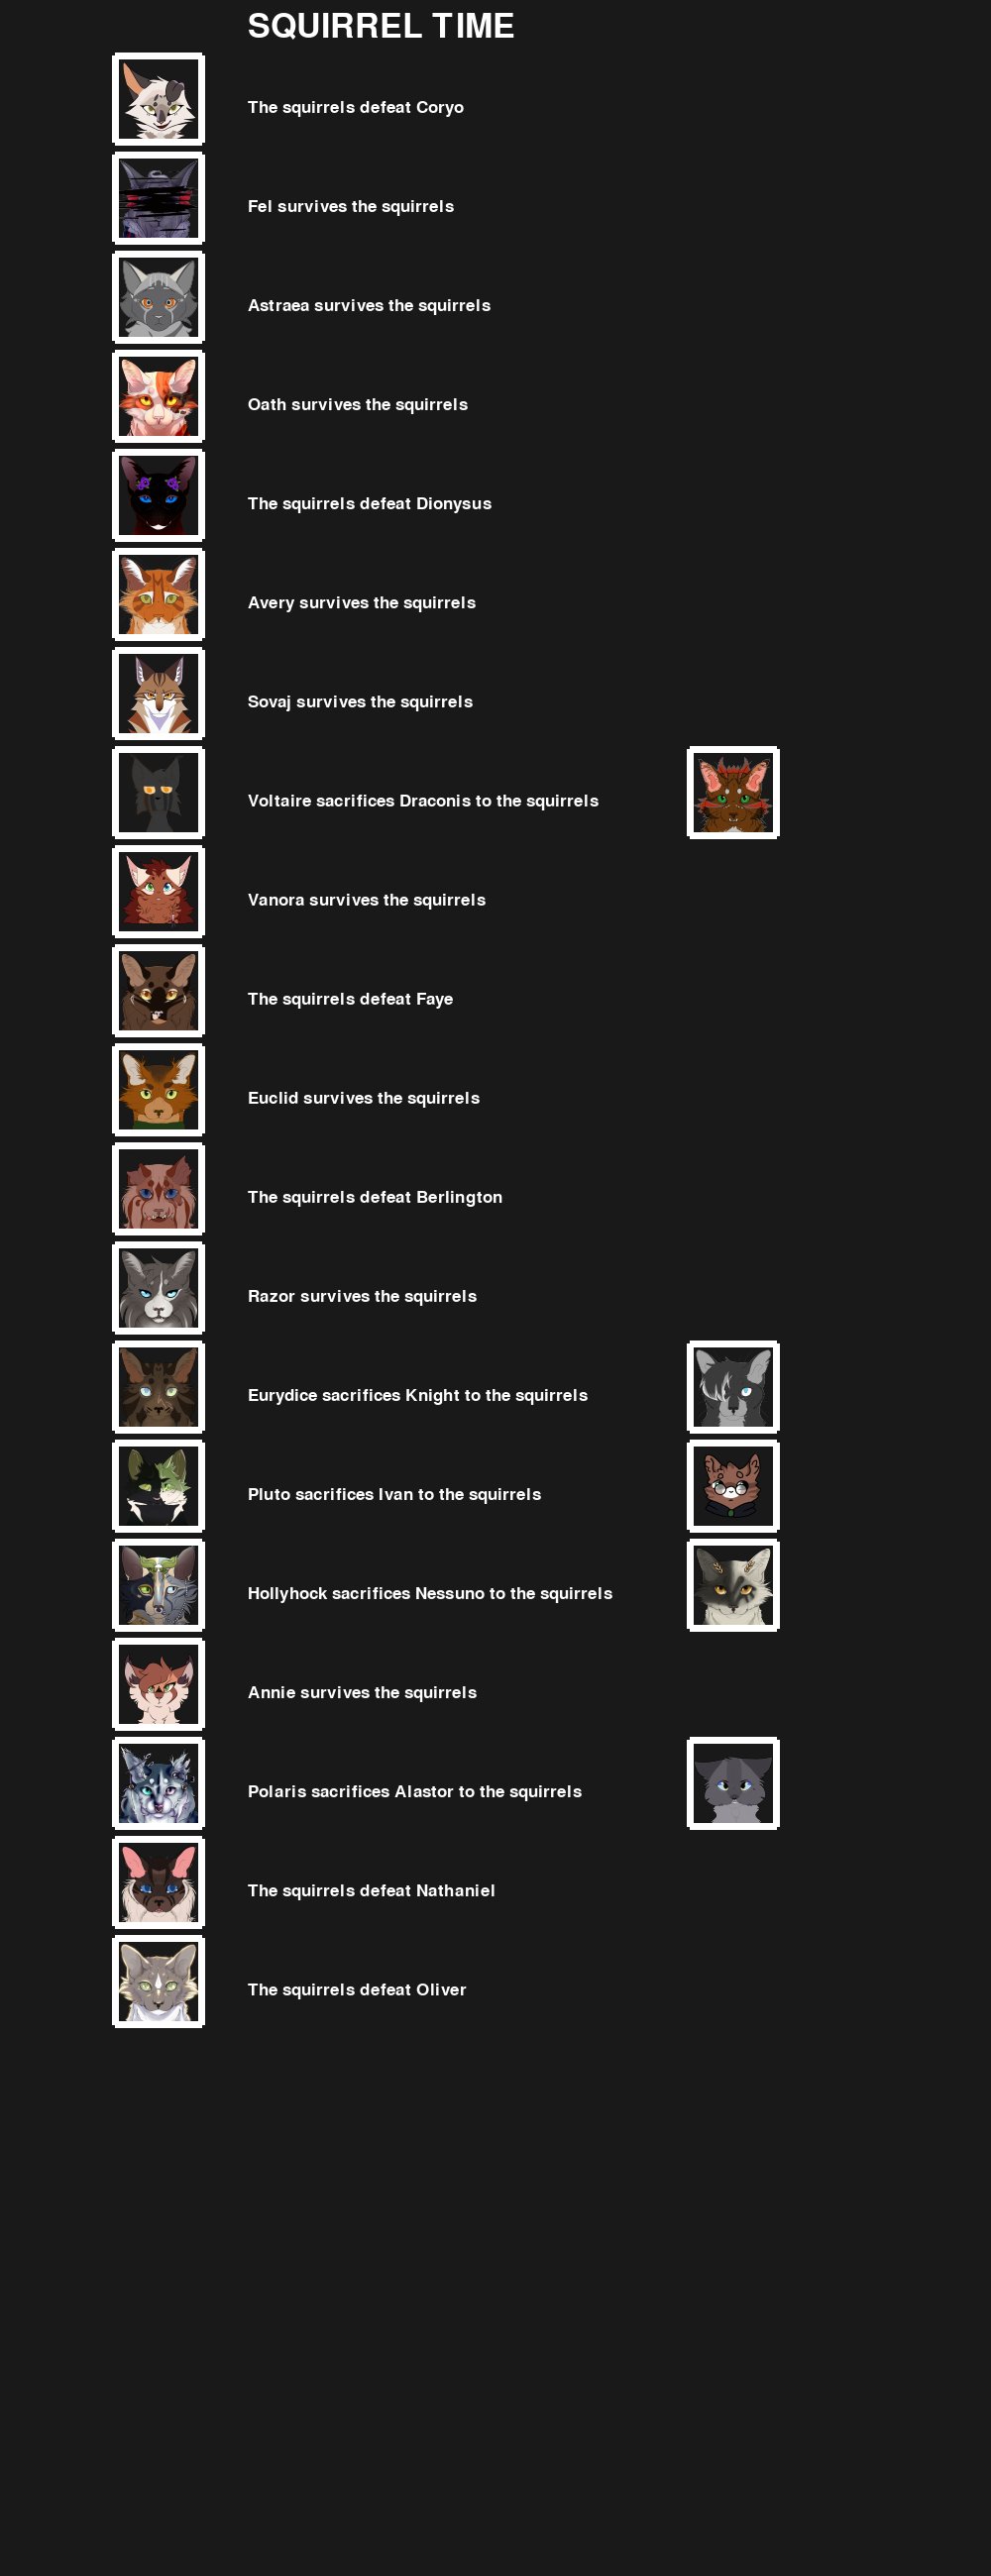 SQUIRREL TIME
The squirrels defeat Coryo
Fel survives the squirrels
Astraea survives the squirrels
Oath survives the squirrels
The squirrels defeat Dionysus
Avery survives the squirrels
Sovaj survives the squirrels
Voltaire sacrifices Draconis to the squirrels
Vanora survives the squirrels
The squirrels defeat Faye
Euclid survives the squirrels
The squirrels defeat Berlington
Razor survives the squirrels
Eurydice sacrifices Knight to the squirrels
Pluto sacrifices Ivan to the squirrels
Hollyhock sacrifices Nessuno to the squirrels
Annie survives the squirrels
Polaris sacrifices Alastor to the squirrels
The squirrels defeat Nathaniel
The squirrels defeat Oliver